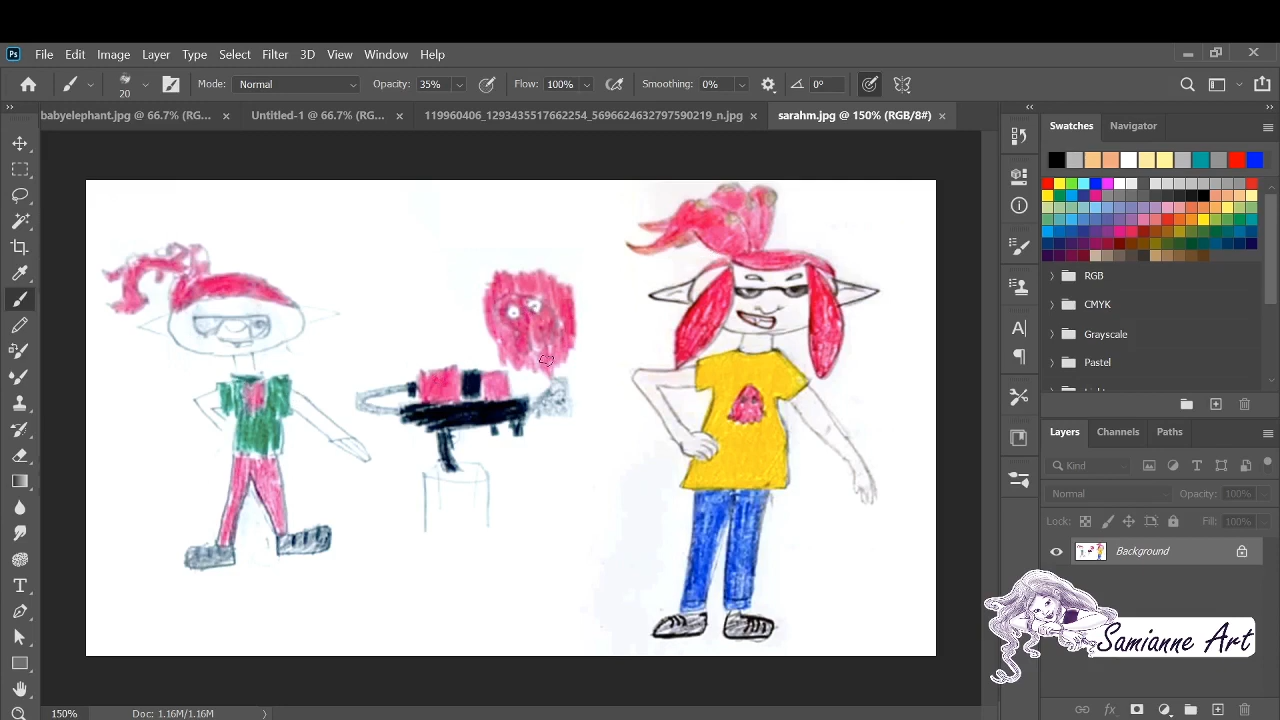 Ps File Edit Image Layer Type Select Filter 3D View Window Help
20 Mode: Normal Opacity: 35% Flow: 100% Smoothing: 0% 0°
babyelephant.jpg @ 66.7% (RG... × Untitled-1 @ 66.7% (RG... × 119960406_1293435517662254_5696624632797590219_n.jpg × sarahm.jpg @ 150% (RGB/8#) ×
Swatches Navigator
RGB
CMYK
Grayscale
Pastel
Layers Channels Paths
Kind
Normal Opacity: 100%
Lock: Fill: 100%
Background
Samianne Art
150% Doc: 1.16M/1.16M